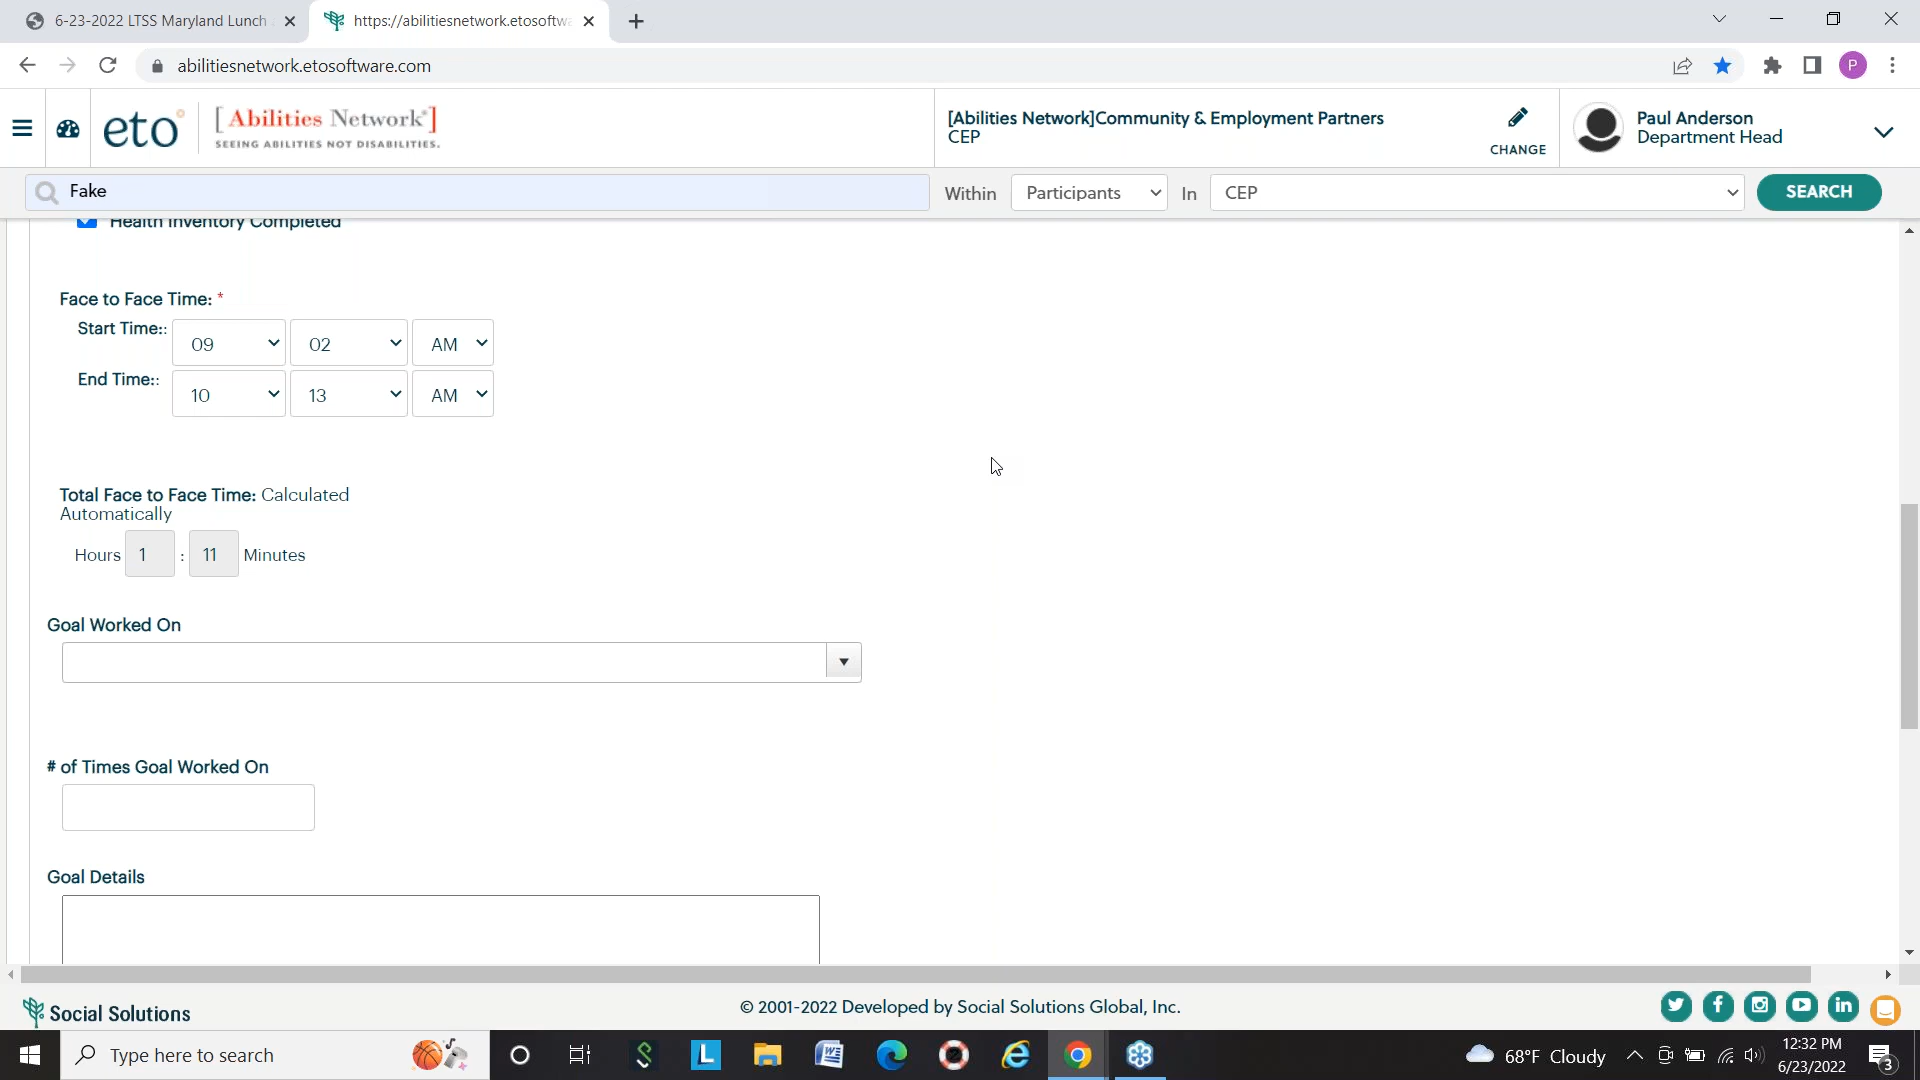 6-23-2022 LTSS Maryland Lunch
https://abilitiesnetwork.etosoftwa
abilitiesnetwork.etosoftware.com
P
eto
[ Abilities Network® ]
SEEING ABILITIES NOT DISABILITIES.
[Abilities Network]Community & Employment Partners
CEP
CHANGE
Paul Anderson
Department Head
Fake
Within
Participants
In
CEP
SEARCH
Health Inventory Completed
Face to Face Time: *
Start Time:: 09 02 AM
End Time:: 10 13 AM
Total Face to Face Time: Calculated
Automatically
Hours 1 : 11 Minutes
Goal Worked On
# of Times Goal Worked On
Goal Details
Social Solutions
© 2001-2022 Developed by Social Solutions Global, Inc.
Type here to search
68°F Cloudy
12:32 PM
6/23/2022
3